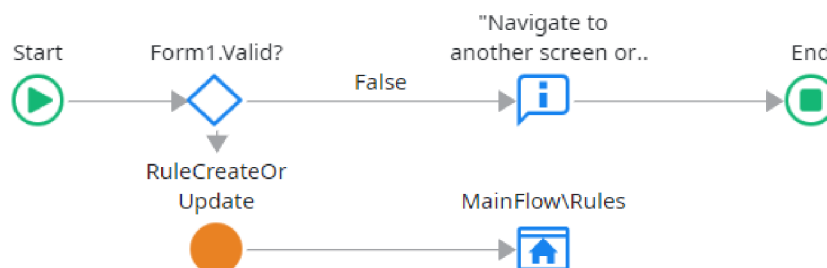 "Navigate to
Start
Form1.Valid?
another screen or..
End
False
RuleCreateOr
Update
MainFlow\Rules